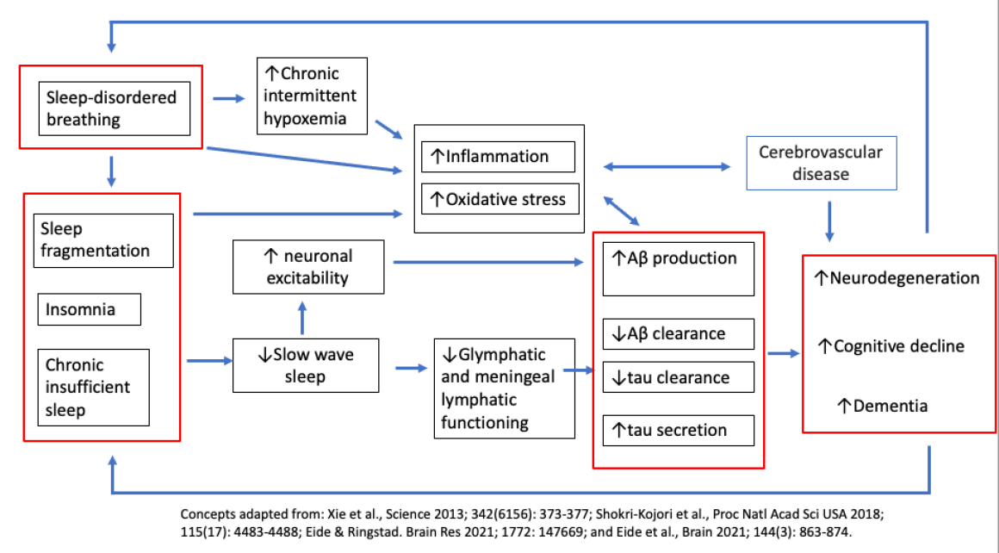 Sleep-disordered
breathing
↑Chronic
intermittent
hypoxemia
↑Inflammation
↑Oxidative stress
Cerebrovascular
disease
Sleep
fragmentation
Insomnia
Chronic
insufficient
sleep
↑ neuronal
excitability
↓Slow wave
sleep
↓Glymphatic
and meningeal
lymphatic
functioning
↑Aβ production
↓Aβ clearance
↓tau clearance
↑tau secretion
↑Neurodegeneration
↑Cognitive decline
↑Dementia
Concepts adapted from: Xie et al., Science 2013; 342(6156): 373-377; Shokri-Kojori et al., Proc Natl Acad Sci USA 2018;
115(17): 4483-4488; Eide & Ringstad. Brain Res 2021; 1772: 147669; and Eide et al., Brain 2021; 144(3): 863-874.